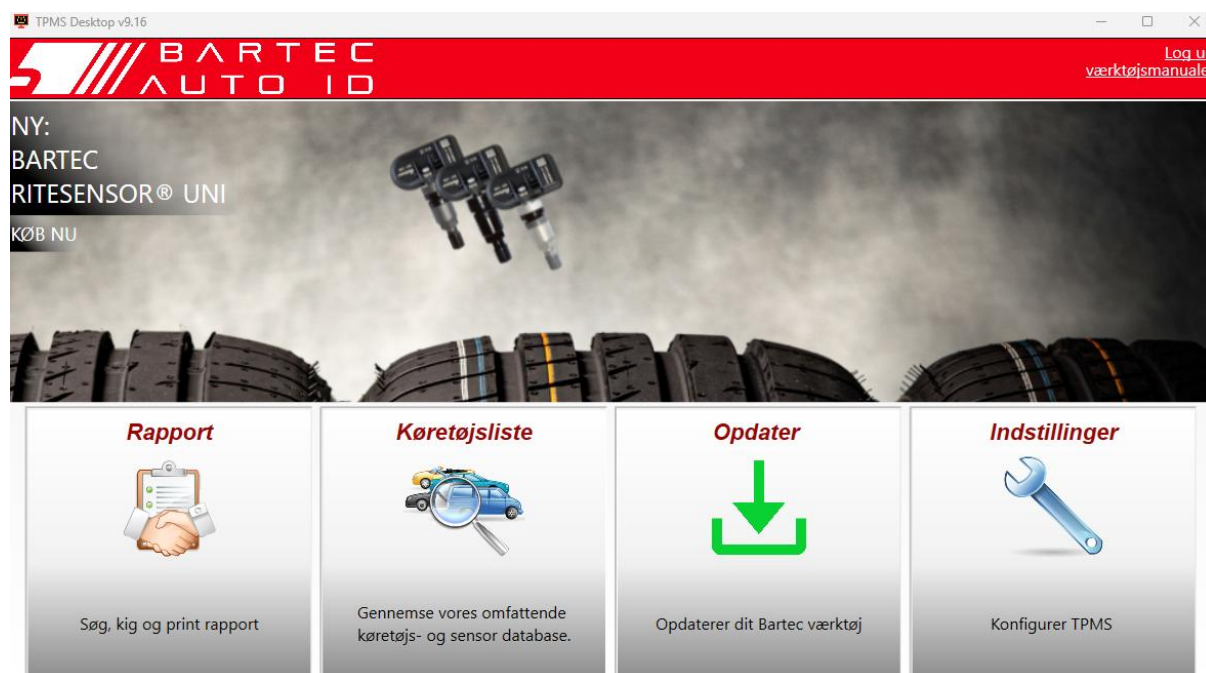 TPMS Desktop v9.16
BARTEC
AUTO ID
Log u
værktøjsmanuale
NY:
BARTEC
RITESENSOR® UNI
KØB NU
Rapport
Køretøjsliste
Opdater
Indstillinger
Søg, kig og print rapport
Gennemse vores omfattende
køretøjs- og sensor database.
Opdaterer dit Bartec værktøj
Konfigurer TPMS